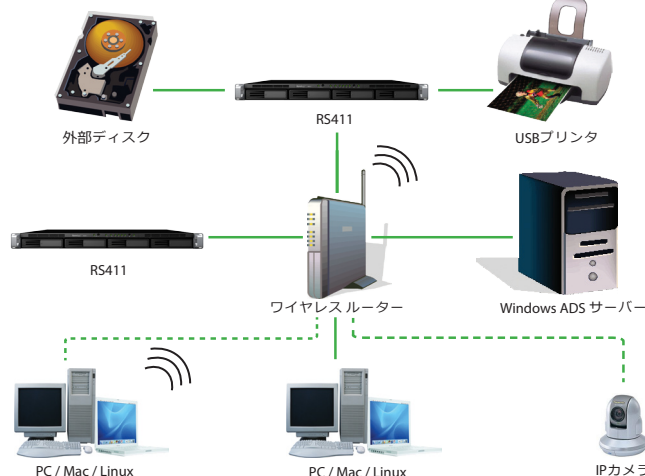 RS411
外部ディスク
USBプリンタ
RS411
ワイヤレス ルーター
Windows ADS サーバー
PC / Mac / Linux
PC / Mac / Linux
IPカメラ